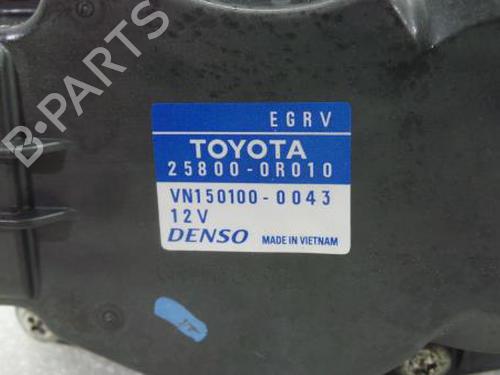 B-PARTS
EGRV
TOYOTA
25800-0R010
VN150100-0043
12V
DENSO MADE IN VIETNAM